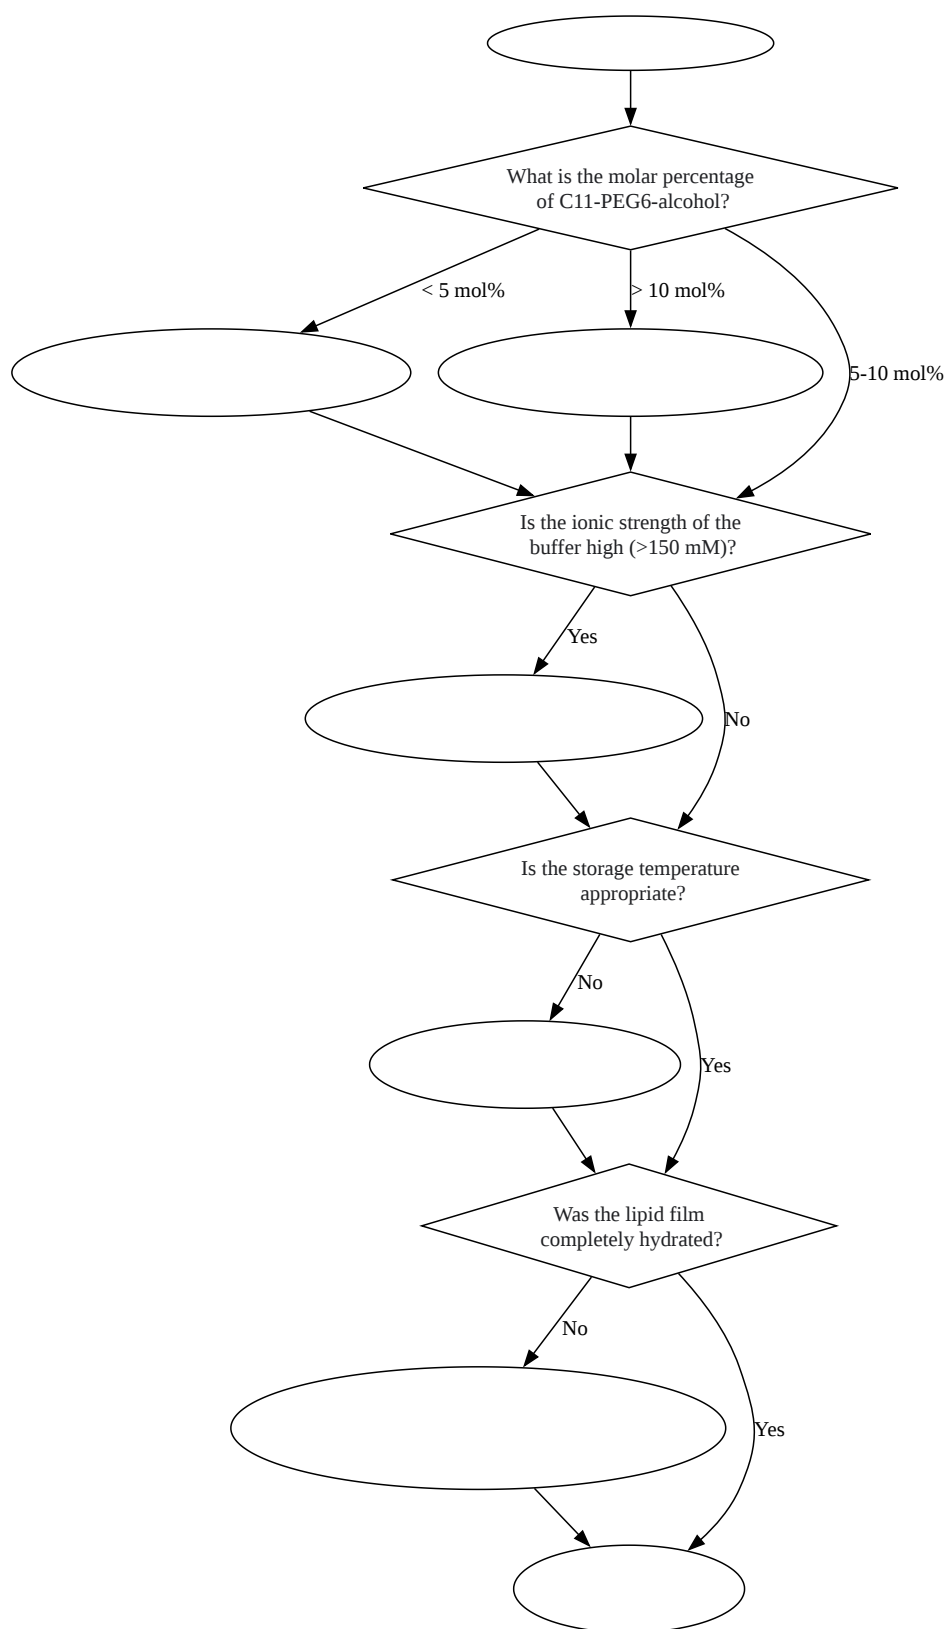 What is the molar percentage
of C11-PEG6-alcohol?
< 5 mol%
> 10 mol%
5-10 mol%
Is the ionic strength of the
buffer high (>150 mM)?
Yes
No
Is the storage temperature
appropriate?
No
Yes
Was the lipid film
completely hydrated?
No
Yes